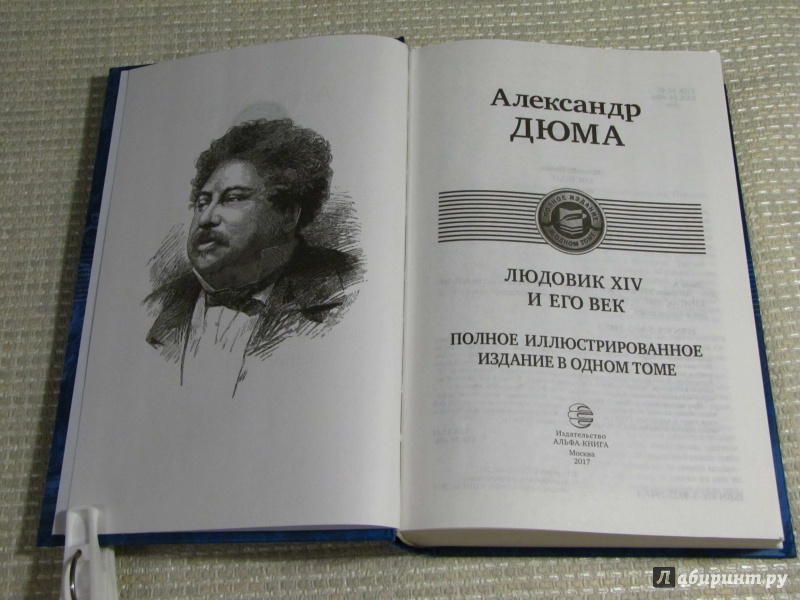 Александр
ДЮМА
ПОЛНОЕ ИЗДАНИЕ
В ОДНОМ ТОМЕ
ЛЮДОВИК XIV
И ЕГО ВЕК
ПОЛНОЕ ИЛЛЮСТРИРОВАННОЕ
ИЗДАНИЕ В ОДНОМ ТОМЕ
Издательство
АЛЬФА-КНИГА
Москва
2017
Лабиринт.ру